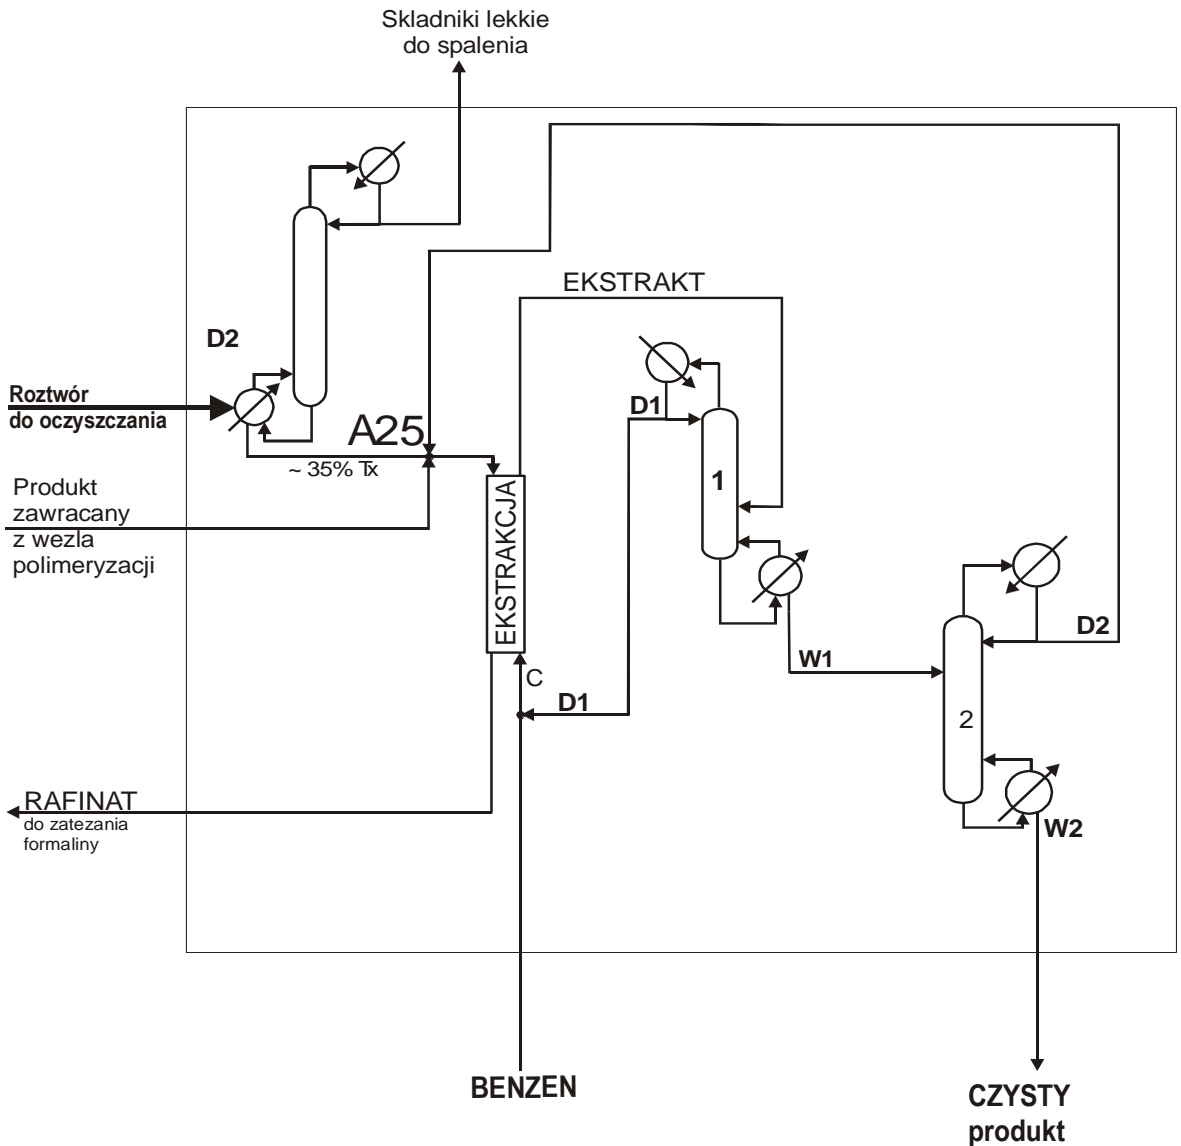 Skladniki lekkie
do spalenia
EKSTRAKT
D2
Roztwór
do oczyszczania
D1
A25
~ 35% Tx
1
Produkt
zawracany
z wezla
polimeryzacji
EKSTRAKCJA
D2
W1
C
D1
2
RAFINAT
do zatezania
formaliny
W2
BENZEN
CZYSTY
produkt